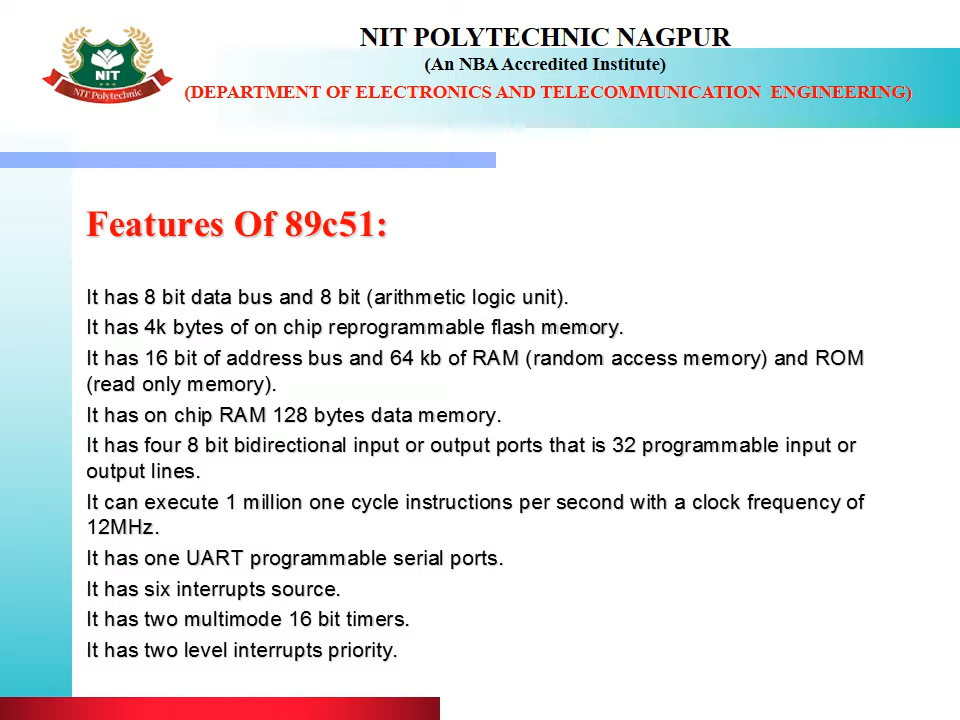 NIT POLYTECHNIC NAGPUR
(An NBA Accredited Institute)
(DEPARTMENT OF ELECTRONICS AND TELECOMMUNICATION ENGINEERING)
NIT
NIT Polytechnic
Features Of 89c51:
It has 8 bit data bus and 8 bit (arithmetic logic unit).
It has 4k bytes of on chip reprogrammable flash memory.
It has 16 bit of address bus and 64 kb of RAM (random access memory) and ROM
(read only memory).
It has on chip RAM 128 bytes data memory.
It has four 8 bit bidirectional input or output ports that is 32 programmable input or
output lines.
It can execute 1 million one cycle instructions per second with a clock frequency of
12MHz.
It has one UART programmable serial ports.
It has six interrupts source.
It has two multimode 16 bit timers.
It has two level interrupts priority.